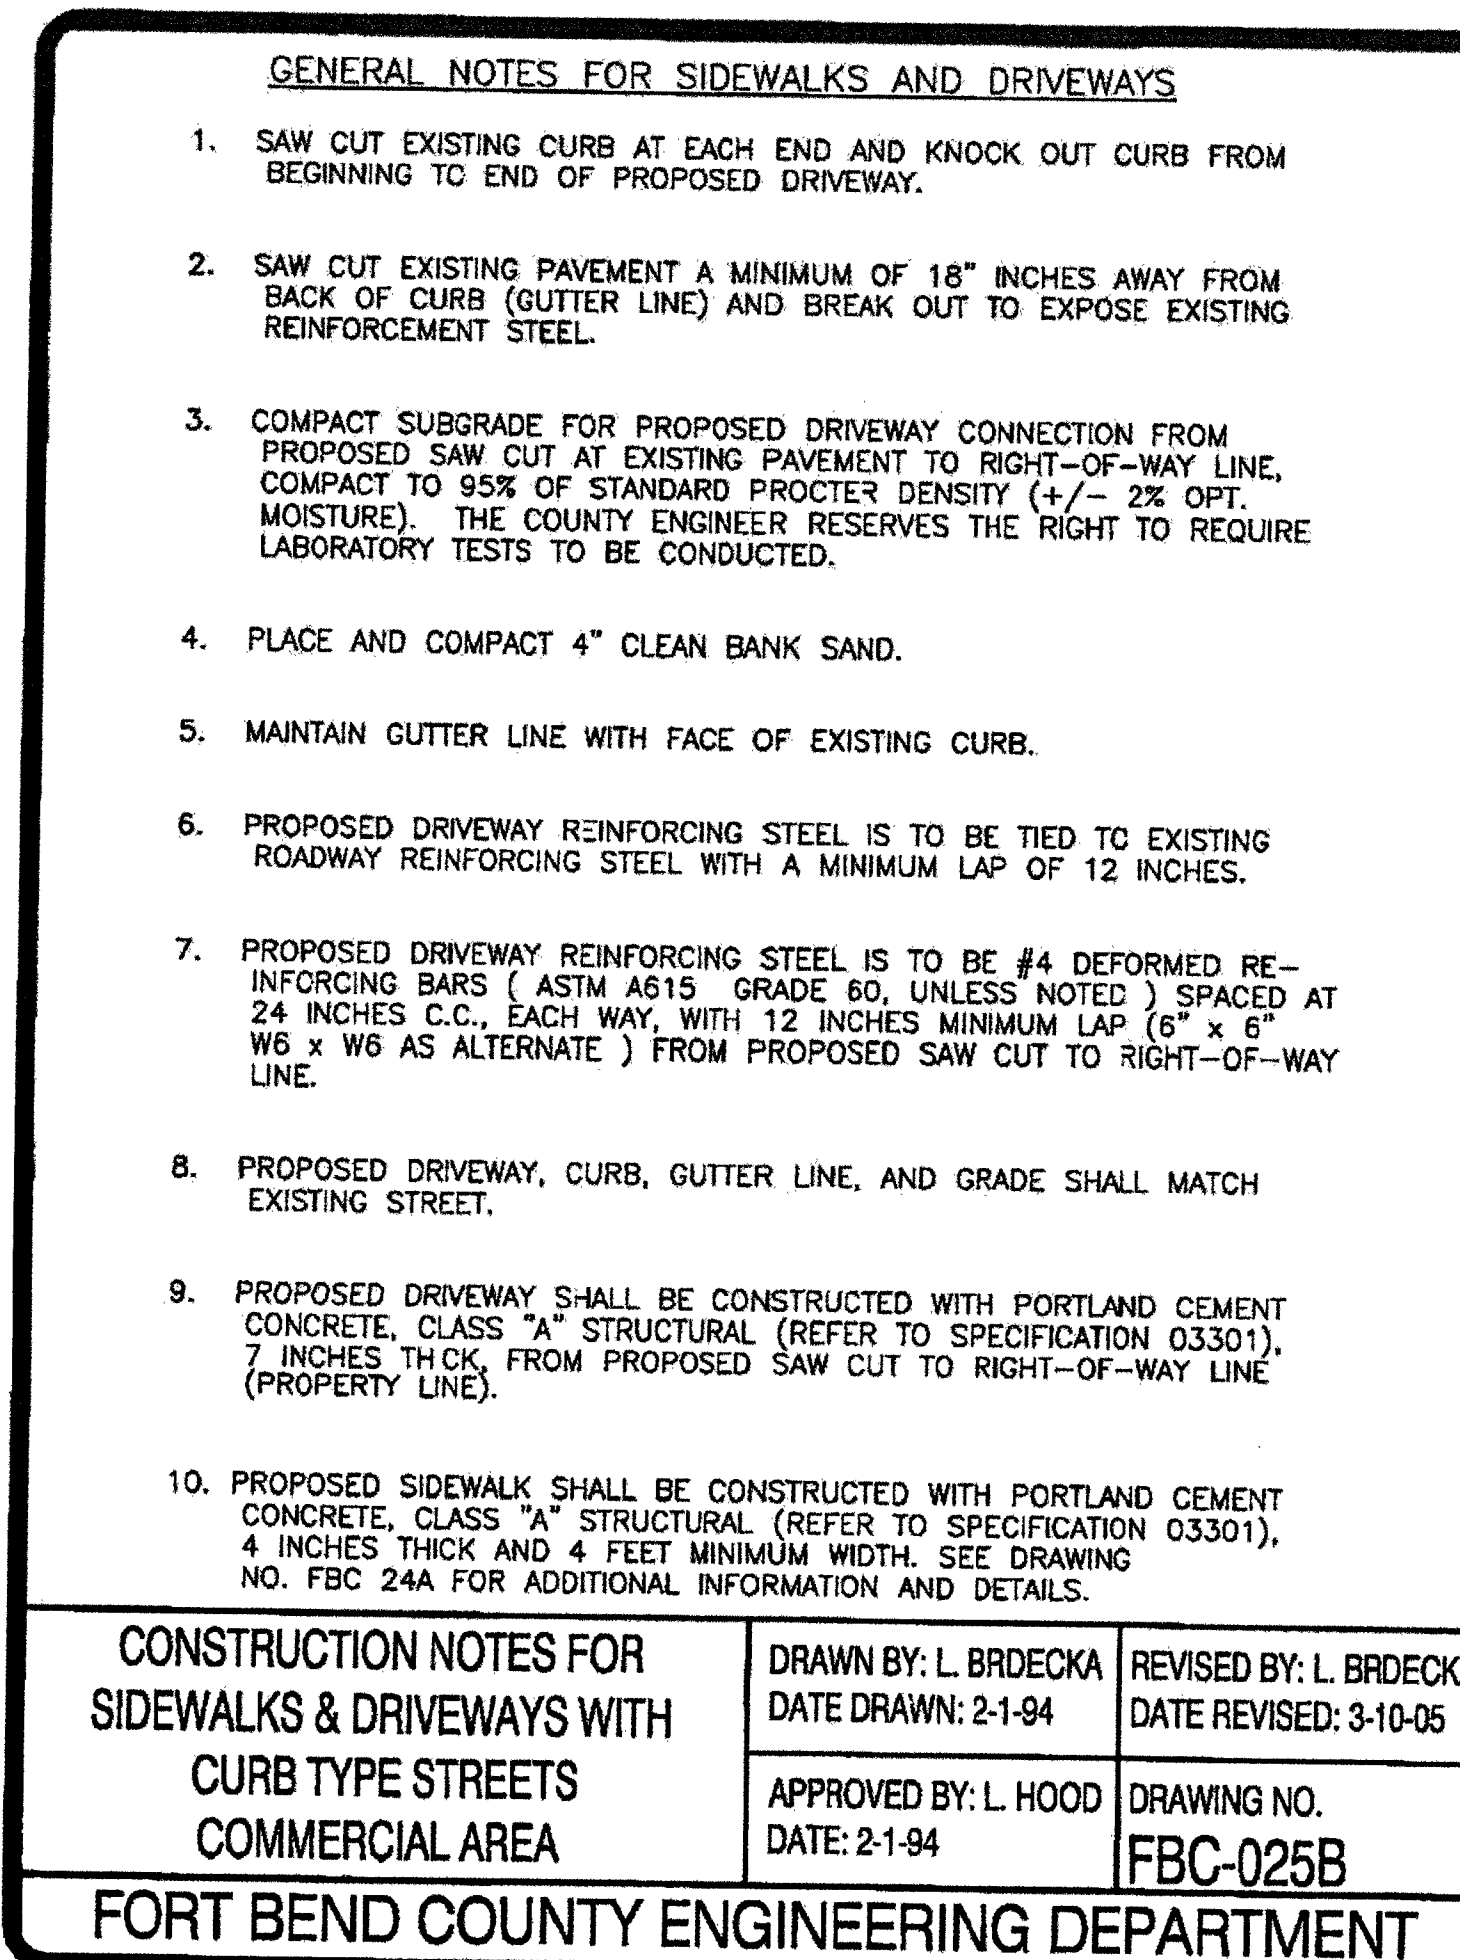 GENERAL NOTES FOR SIDEWALKS AND DRIVEWAYS
1. SAW CUT EXISTING CURB AT EACH END AND KNOCK OUT CURB FROM
BEGINNING TO END OF PROPOSED DRIVEWAY.
2. SAW CUT EXISTING PAVEMENT A MINIMUM OF 18" INCHES AWAY FROM
BACK OF CURB (GUTTER LINE) AND BREAK OUT TO EXPOSE EXISTING
REINFORCEMENT STEEL.
3. COMPACT SUBGRADE FOR PROPOSED DRIVEWAY CONNECTION FROM
PROPOSED SAW CUT AT EXISTING PAVEMENT TO RIGHT-OF-WAY LINE,
COMPACT TO 95% OF STANDARD PROCTER DENSITY (+/- 2% OPT.
MOISTURE). THE COUNTY ENGINEER RESERVES THE RIGHT TO REQUIRE
LABORATORY TESTS TO BE CONDUCTED.
4. PLACE AND COMPACT 4" CLEAN BANK SAND.
5. MAINTAIN GUTTER LINE WITH FACE OF EXISTING CURB.
6. PROPOSED DRIVEWAY REINFORCING STEEL IS TO BE TIED TO EXISTING
ROADWAY REINFORCING STEEL WITH A MINIMUM LAP OF 12 INCHES.
7. PROPOSED DRIVEWAY REINFORCING STEEL IS TO BE #4 DEFORMED RE-
INFORCING BARS ( ASTM A615 GRADE 60, UNLESS NOTED ) SPACED AT
24 INCHES C.C., EACH WAY, WITH 12 INCHES MINIMUM LAP (6" x 6"
W6 x W6 AS ALTERNATE ) FROM PROPOSED SAW CUT TO RIGHT-OF-WAY
LINE.
8. PROPOSED DRIVEWAY, CURB, GUTTER LINE, AND GRADE SHALL MATCH
EXISTING STREET.
9. PROPOSED DRIVEWAY SHALL BE CONSTRUCTED WITH PORTLAND CEMENT
CONCRETE, CLASS "A" STRUCTURAL (REFER TO SPECIFICATION 03301),
7 INCHES TH CK, FROM PROPOSED SAW CUT TO RIGHT-OF-WAY LINE
(PROPERTY LINE).
10. PROPOSED SIDEWALK SHALL BE CONSTRUCTED WITH PORTLAND CEMENT
CONCRETE, CLASS "A" STRUCTURAL (REFER TO SPECIFICATION 03301),
4 INCHES THICK AND 4 FEET MINIMUM WIDTH. SEE DRAWING
NO. FBC 24A FOR ADDITIONAL INFORMATION AND DETAILS.
CONSTRUCTION NOTES FOR
SIDEWALKS & DRIVEWAYS WITH
CURB TYPE STREETS
COMMERCIAL AREA
DRAWN BY: L. BRDECKA
DATE DRAWN: 2-1-94
REVISED BY: L. BRDECK
DATE REVISED: 3-10-05
APPROVED BY: L. HOOD
DATE: 2-1-94
DRAWING NO.
FBC-025B
FORT BEND COUNTY ENGINEERING DEPARTMENT